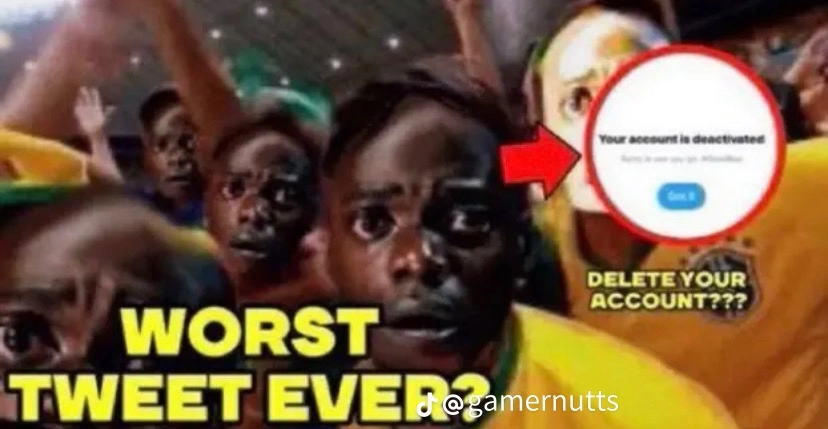 Your account is deactivated
Got it
DELETE YOUR
ACCOUNT???
WORST
TWEET EVER?
@gamernutts